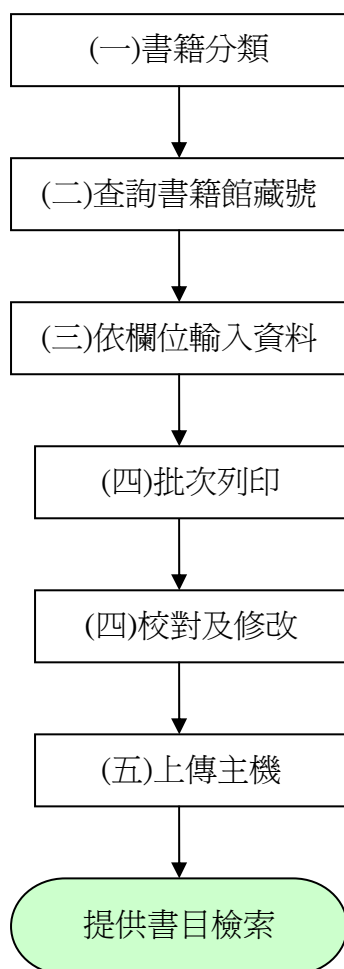 (一)書籍分類
(二)查詢書籍館藏號
(三)依欄位輸入資料
(四)批次列印
(四)校對及修改
(五)上傳主機
提供書目檢索